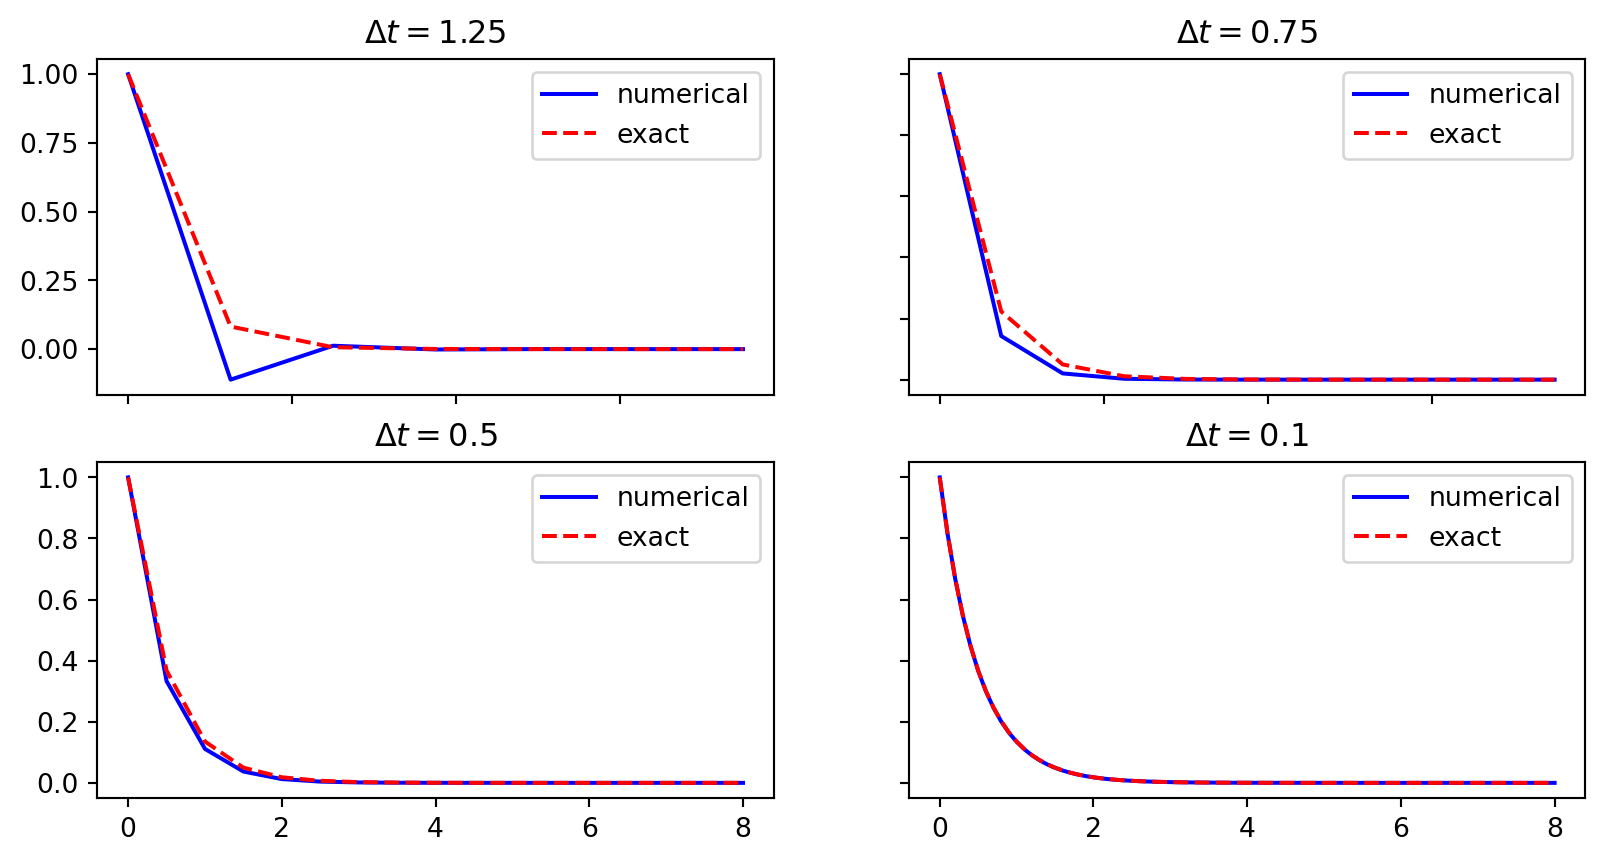 Δt = 1.25
1.00
0.75
0.50
0.25
0.00
numerical
exact
Δt = 0.75
numerical
exact
Δt = 0.5
1.0
0.8
0.6
0.4
0.2
0.0
numerical
exact
0 2 4 6 8
Δt = 0.1
numerical
exact
0 2 4 6 8